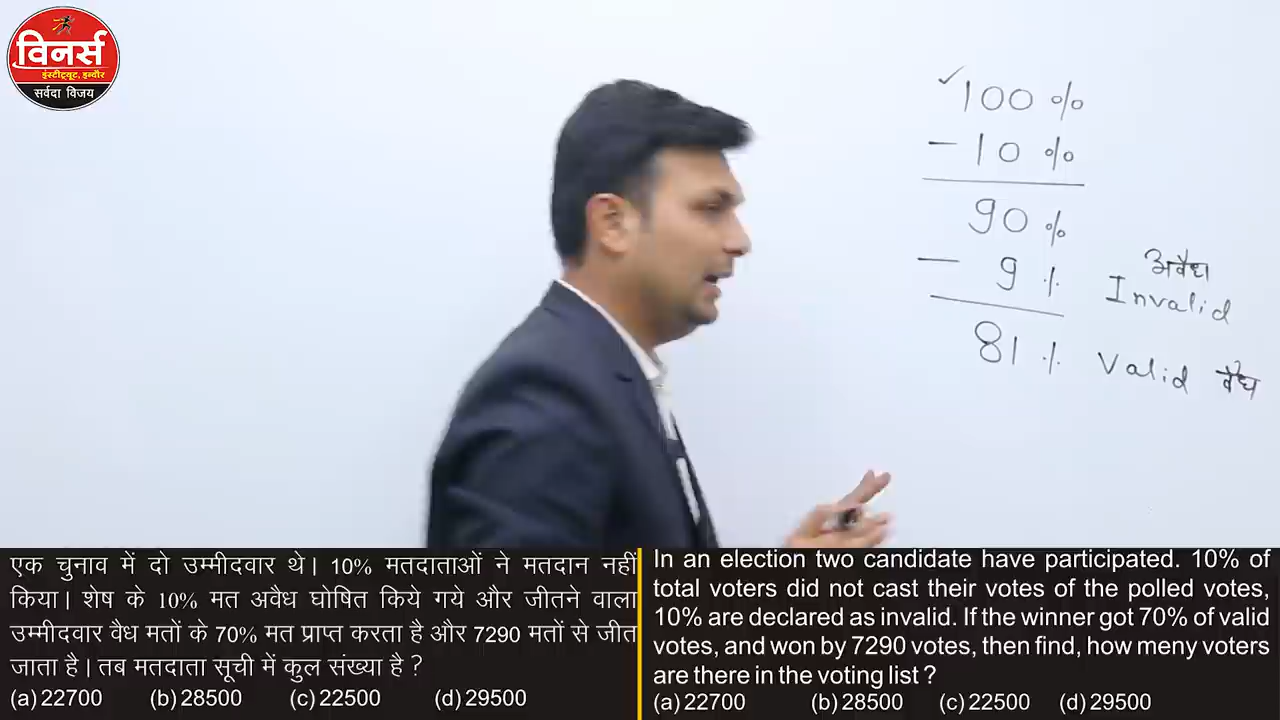 विनर्स
इंस्टीट्यूट, इन्दौर
सर्वदा विजय
100 %
- 10 %
90 %
- 9 % अवैध Invalid
81 % Valid वैध
एक चुनाव में दो उम्मीदवार थे। 10% मतदाताओं ने मतदान नहीं
किया। शेष के 10% मत अवैध घोषित किये गये और जीतने वाला
उम्मीदवार वैध मतों के 70% मत प्राप्त करता है और 7290 मतों से जीत
जाता है। तब मतदाता सूची में कुल संख्या है ?
(a) 22700 (b) 28500 (c) 22500 (d) 29500
In an election two candidate have participated. 10% of
total voters did not cast their votes of the polled votes,
10% are declared as invalid. If the winner got 70% of valid
votes, and won by 7290 votes, then find, how meny voters
are there in the voting list ?
(a) 22700 (b) 28500 (c) 22500 (d) 29500